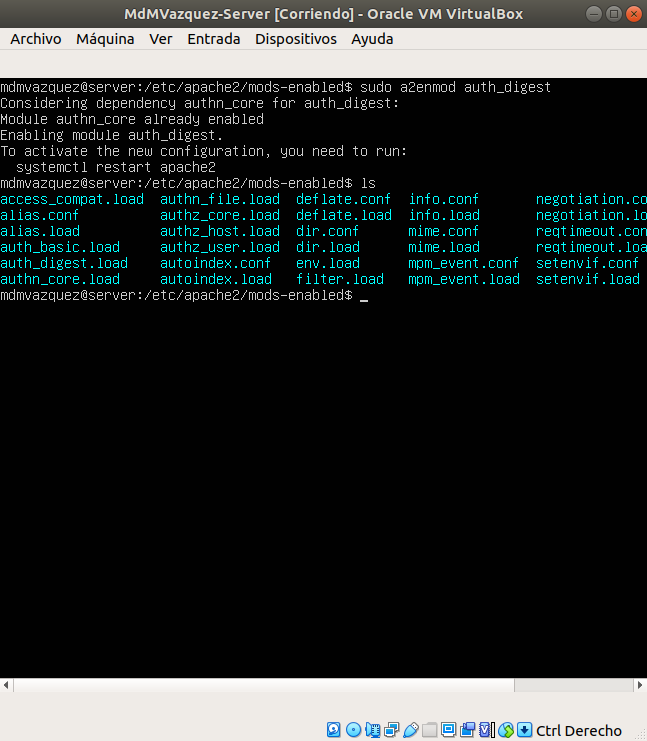 MdMVazquez-Server [Corriendo] - Oracle VM VirtualBox
Archivo Máquina Ver Entrada Dispositivos Ayuda
mdmvazquez@server:/etc/apache2/mods-enabled$ sudo a2enmod auth_digest
Considering dependency authn_core for auth_digest:
Module authn_core already enabled
Enabling module auth_digest.
To activate the new configuration, you need to run:
  systemctl restart apache2
mdmvazquez@server:/etc/apache2/mods-enabled$ ls
access_compat.load  authn_file.load  deflate.conf  info.conf       negotiation.co
alias.conf          authz_core.load  deflate.load  info.load       negotiation.lo
alias.load          authz_host.load  dir.conf      mime.conf       reqtimeout.con
auth_basic.load     authz_user.load  dir.load      mime.load       reqtimeout.loa
auth_digest.load    autoindex.conf   env.load      mpm_event.conf  setenvif.conf
authn_core.load     autoindex.load   filter.load   mpm_event.load  setenvif.load
mdmvazquez@server:/etc/apache2/mods-enabled$ _
Ctrl Derecho